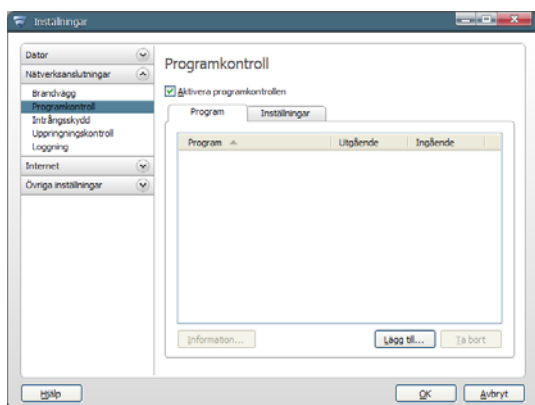 Inställningar
Dator
Nätverksanslutningar
Brandvägg
Programkontroll
Intrångsskydd
Uppringningskontroll
Loggning
Internet
Övriga inställningar
Programkontroll
Aktivera programkontrollen
Program Inställningar
Program Utgående Ingående
Information... Lägg till... Ta bort
Hjälp OK Avbryt